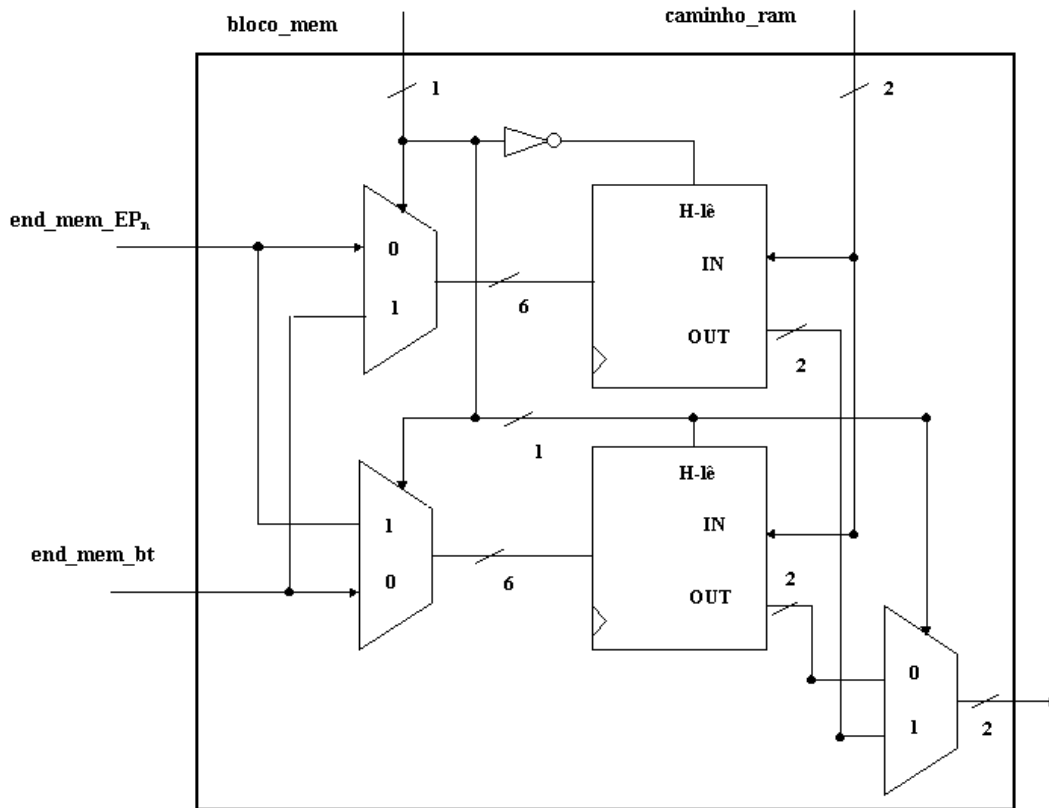 bloco_mem
caminho_ram
1
2
H-lê
end_mem_EPn
0
IN
1
6
OUT
2
1
H-lê
1
IN
end_mem_bt
0
6
2
OUT
0
1
2